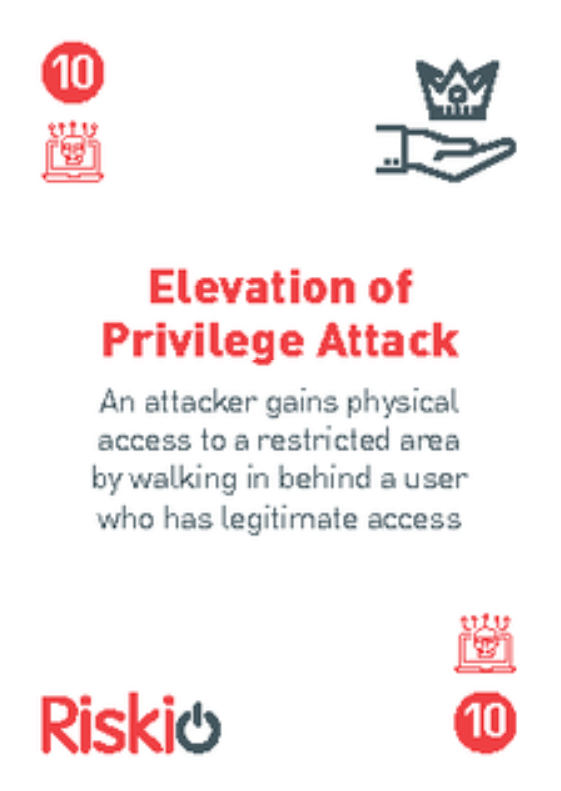 10
Elevation of
Privilege Attack
An attacker gains physical
access to a restricted area
by walking in behind a user
who has legitimate access
Riskio
10